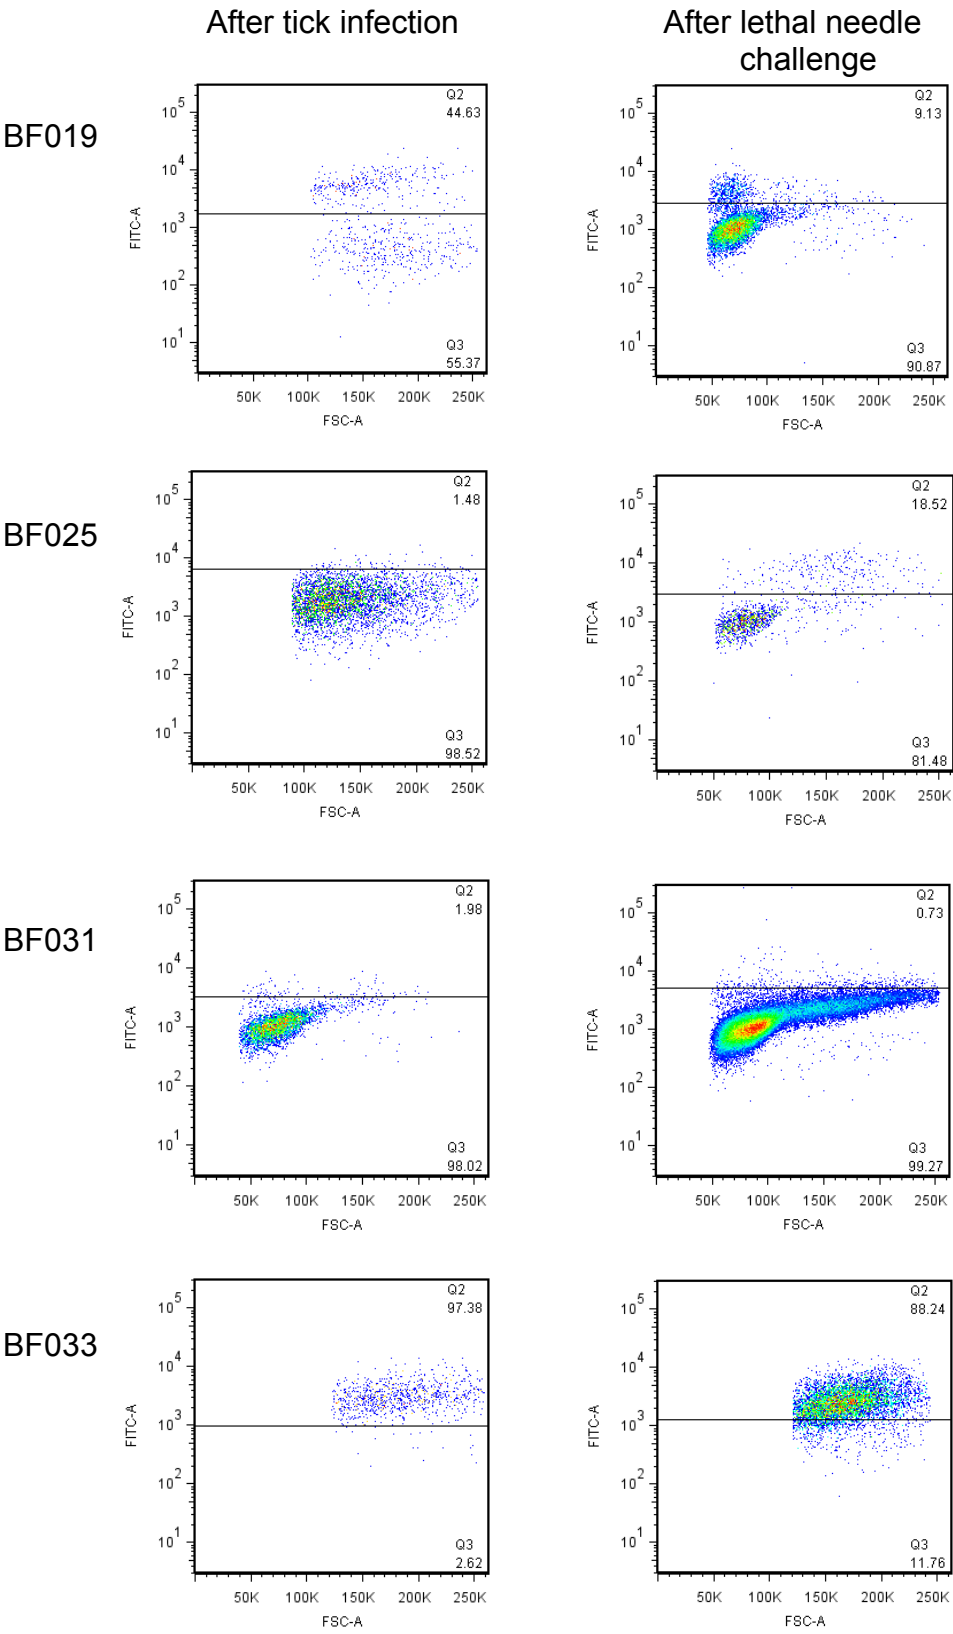 After tick infection
After lethal needle
challenge
BF019
Q2
44.63
10^5
10^4
10^3
10^2
10^1
FITC-A
Q3
55.37
50K 100K 150K 200K 250K
FSC-A
Q2
9.13
10^5
10^4
10^3
10^2
10^1
FITC-A
Q3
90.87
50K 100K 150K 200K 250K
FSC-A
BF025
Q2
1.48
10^5
10^4
10^3
10^2
10^1
FITC-A
Q3
98.52
50K 100K 150K 200K 250K
FSC-A
Q2
18.52
10^5
10^4
10^3
10^2
10^1
FITC-A
Q3
81.48
50K 100K 150K 200K 250K
FSC-A
BF031
Q2
1.98
10^5
10^4
10^3
10^2
10^1
FITC-A
Q3
98.02
50K 100K 150K 200K 250K
FSC-A
Q2
0.73
10^5
10^4
10^3
10^2
10^1
FITC-A
Q3
99.27
50K 100K 150K 200K 250K
FSC-A
BF033
Q2
97.38
10^5
10^4
10^3
10^2
10^1
FITC-A
Q3
2.62
50K 100K 150K 200K 250K
FSC-A
Q2
88.24
10^5
10^4
10^3
10^2
10^1
FITC-A
Q3
11.76
50K 100K 150K 200K 250K
FSC-A